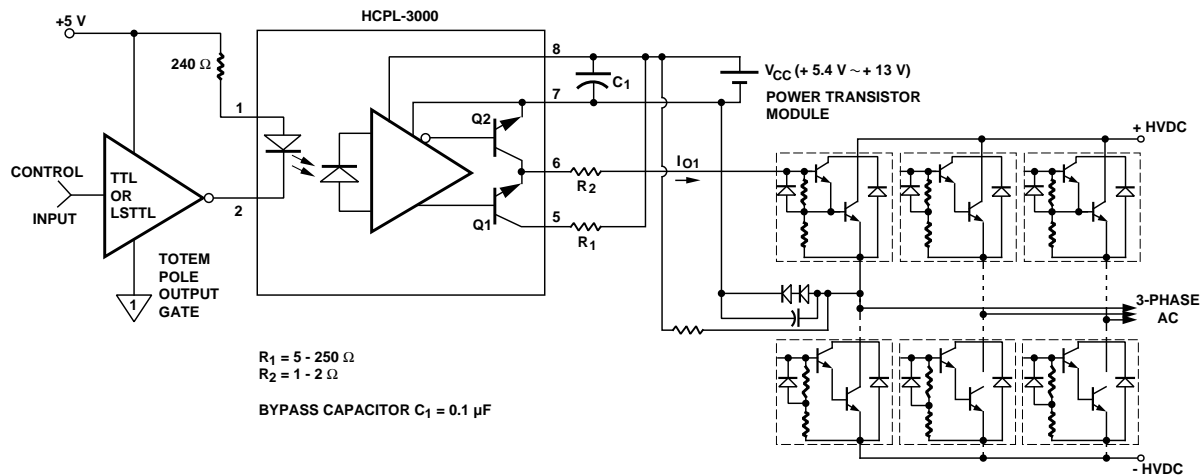 HCPL-3000
+5 V
8
240 Ω
C1
VCC (+ 5.4 V ~ + 13 V)
7
POWER TRANSISTOR
MODULE
1
Q2
+ HVDC
CONTROL
INPUT
TTL
OR
LSTTL
6
IO1
R2
2
5
Q1
R1
TOTEM
POLE
OUTPUT
GATE
1
3-PHASE
AC
R1 = 5 - 250 Ω
R2 = 1 - 2 Ω
BYPASS CAPACITOR C1 = 0.1 µF
- HVDC